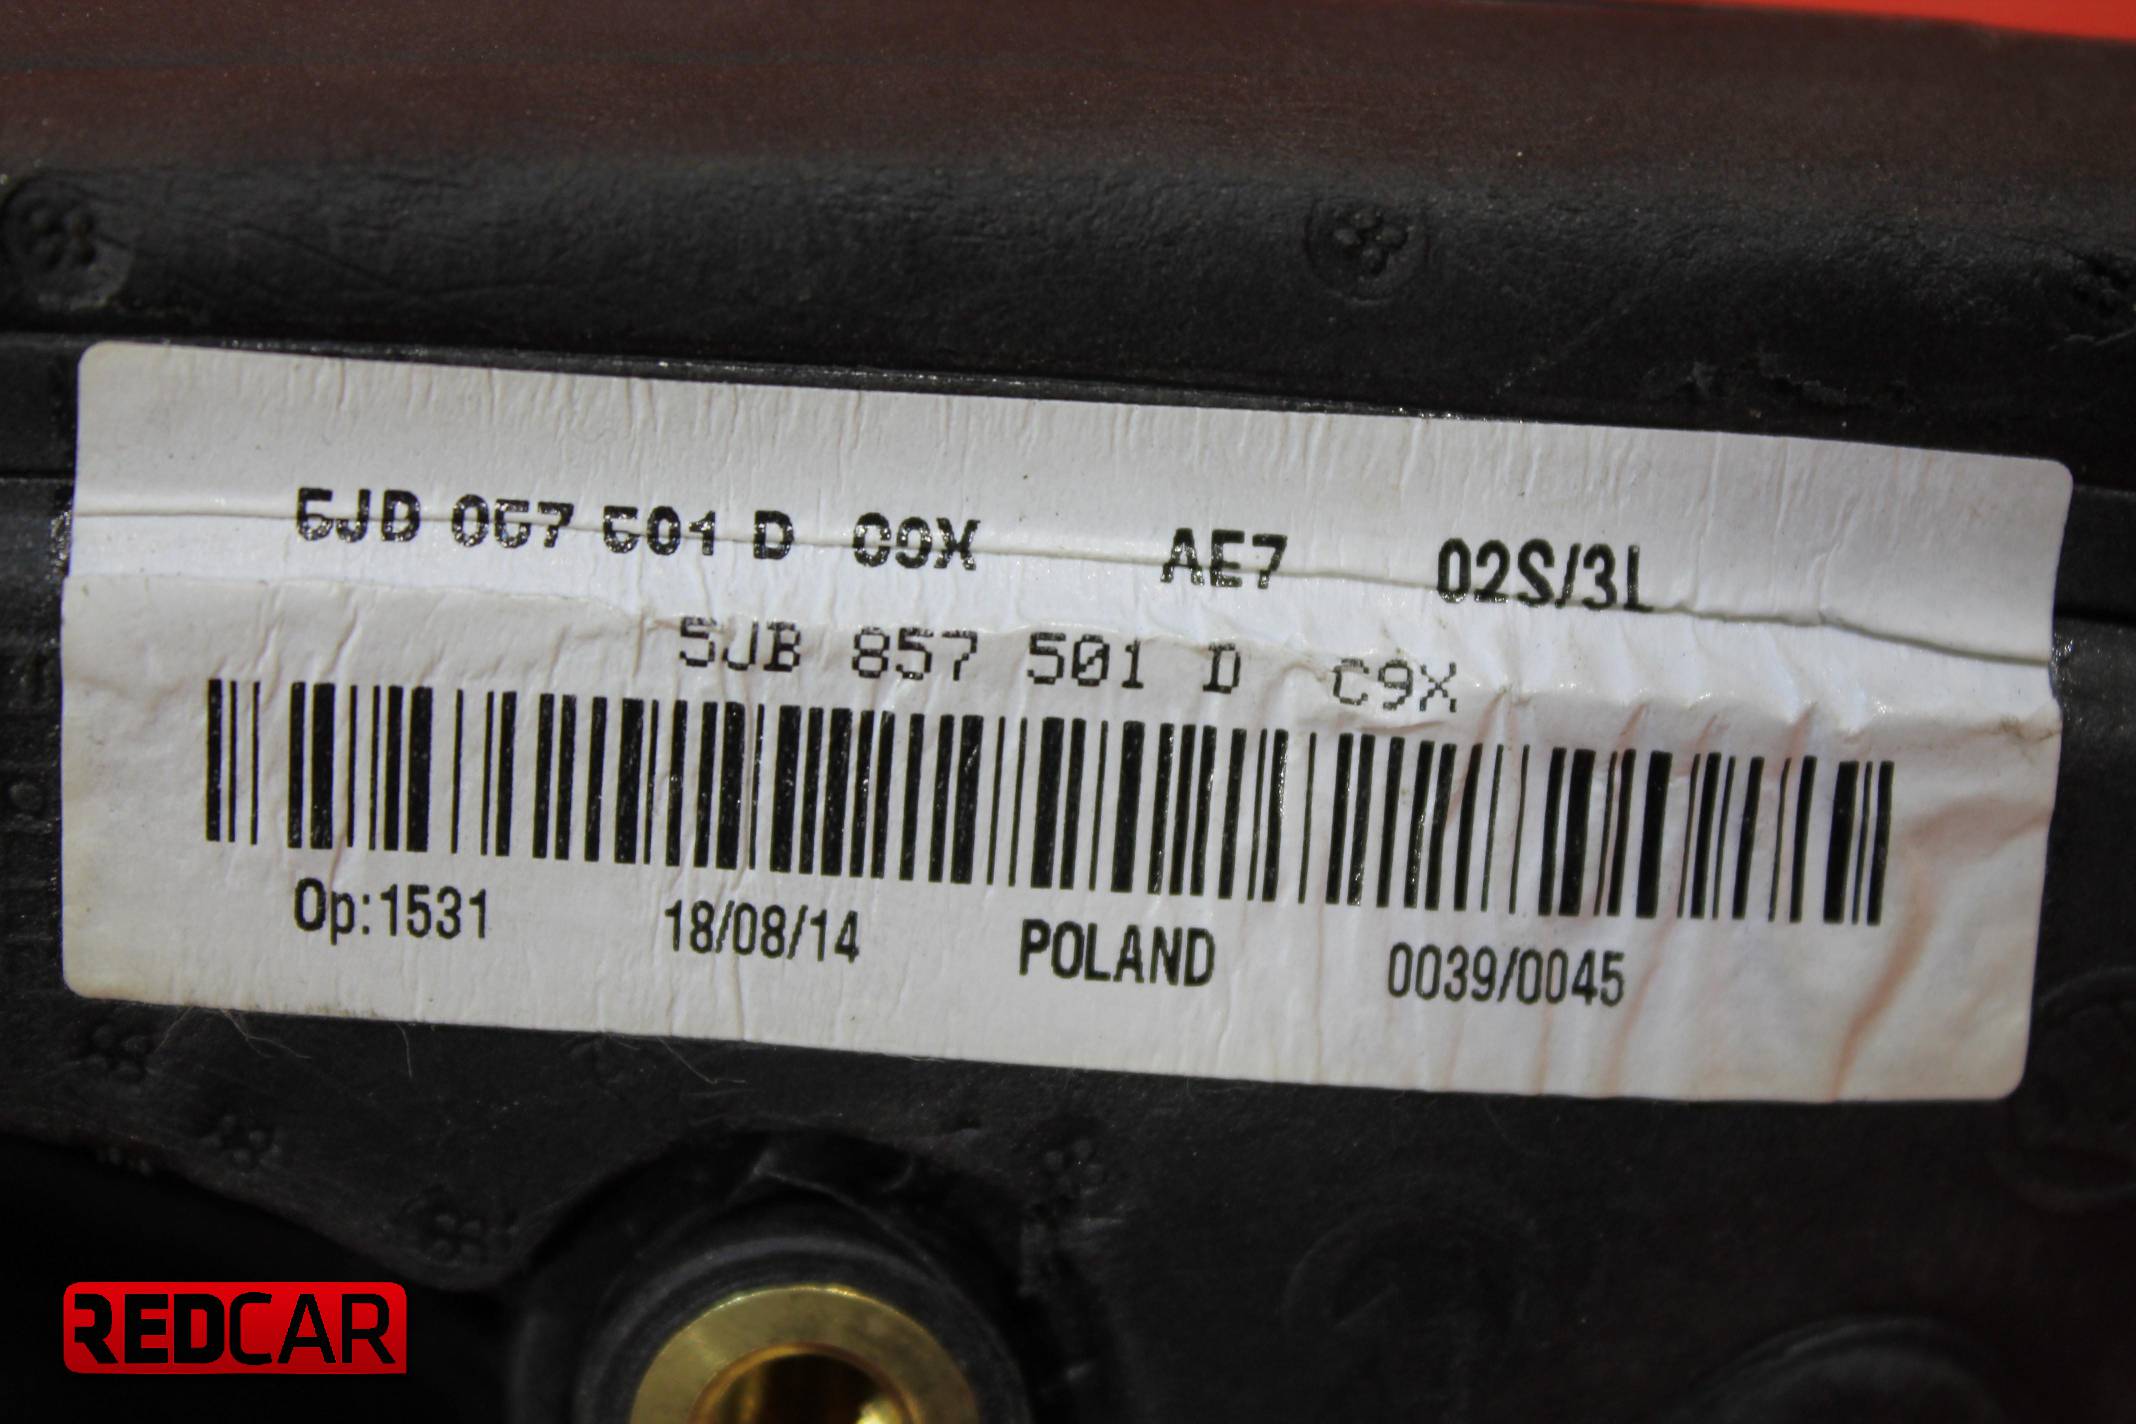 5JB 857 501 D C9X AE7 02S/3L
5JB 857 501 D C9X
Op:1531 18/08/14 POLAND 0039/0045
REDCAR